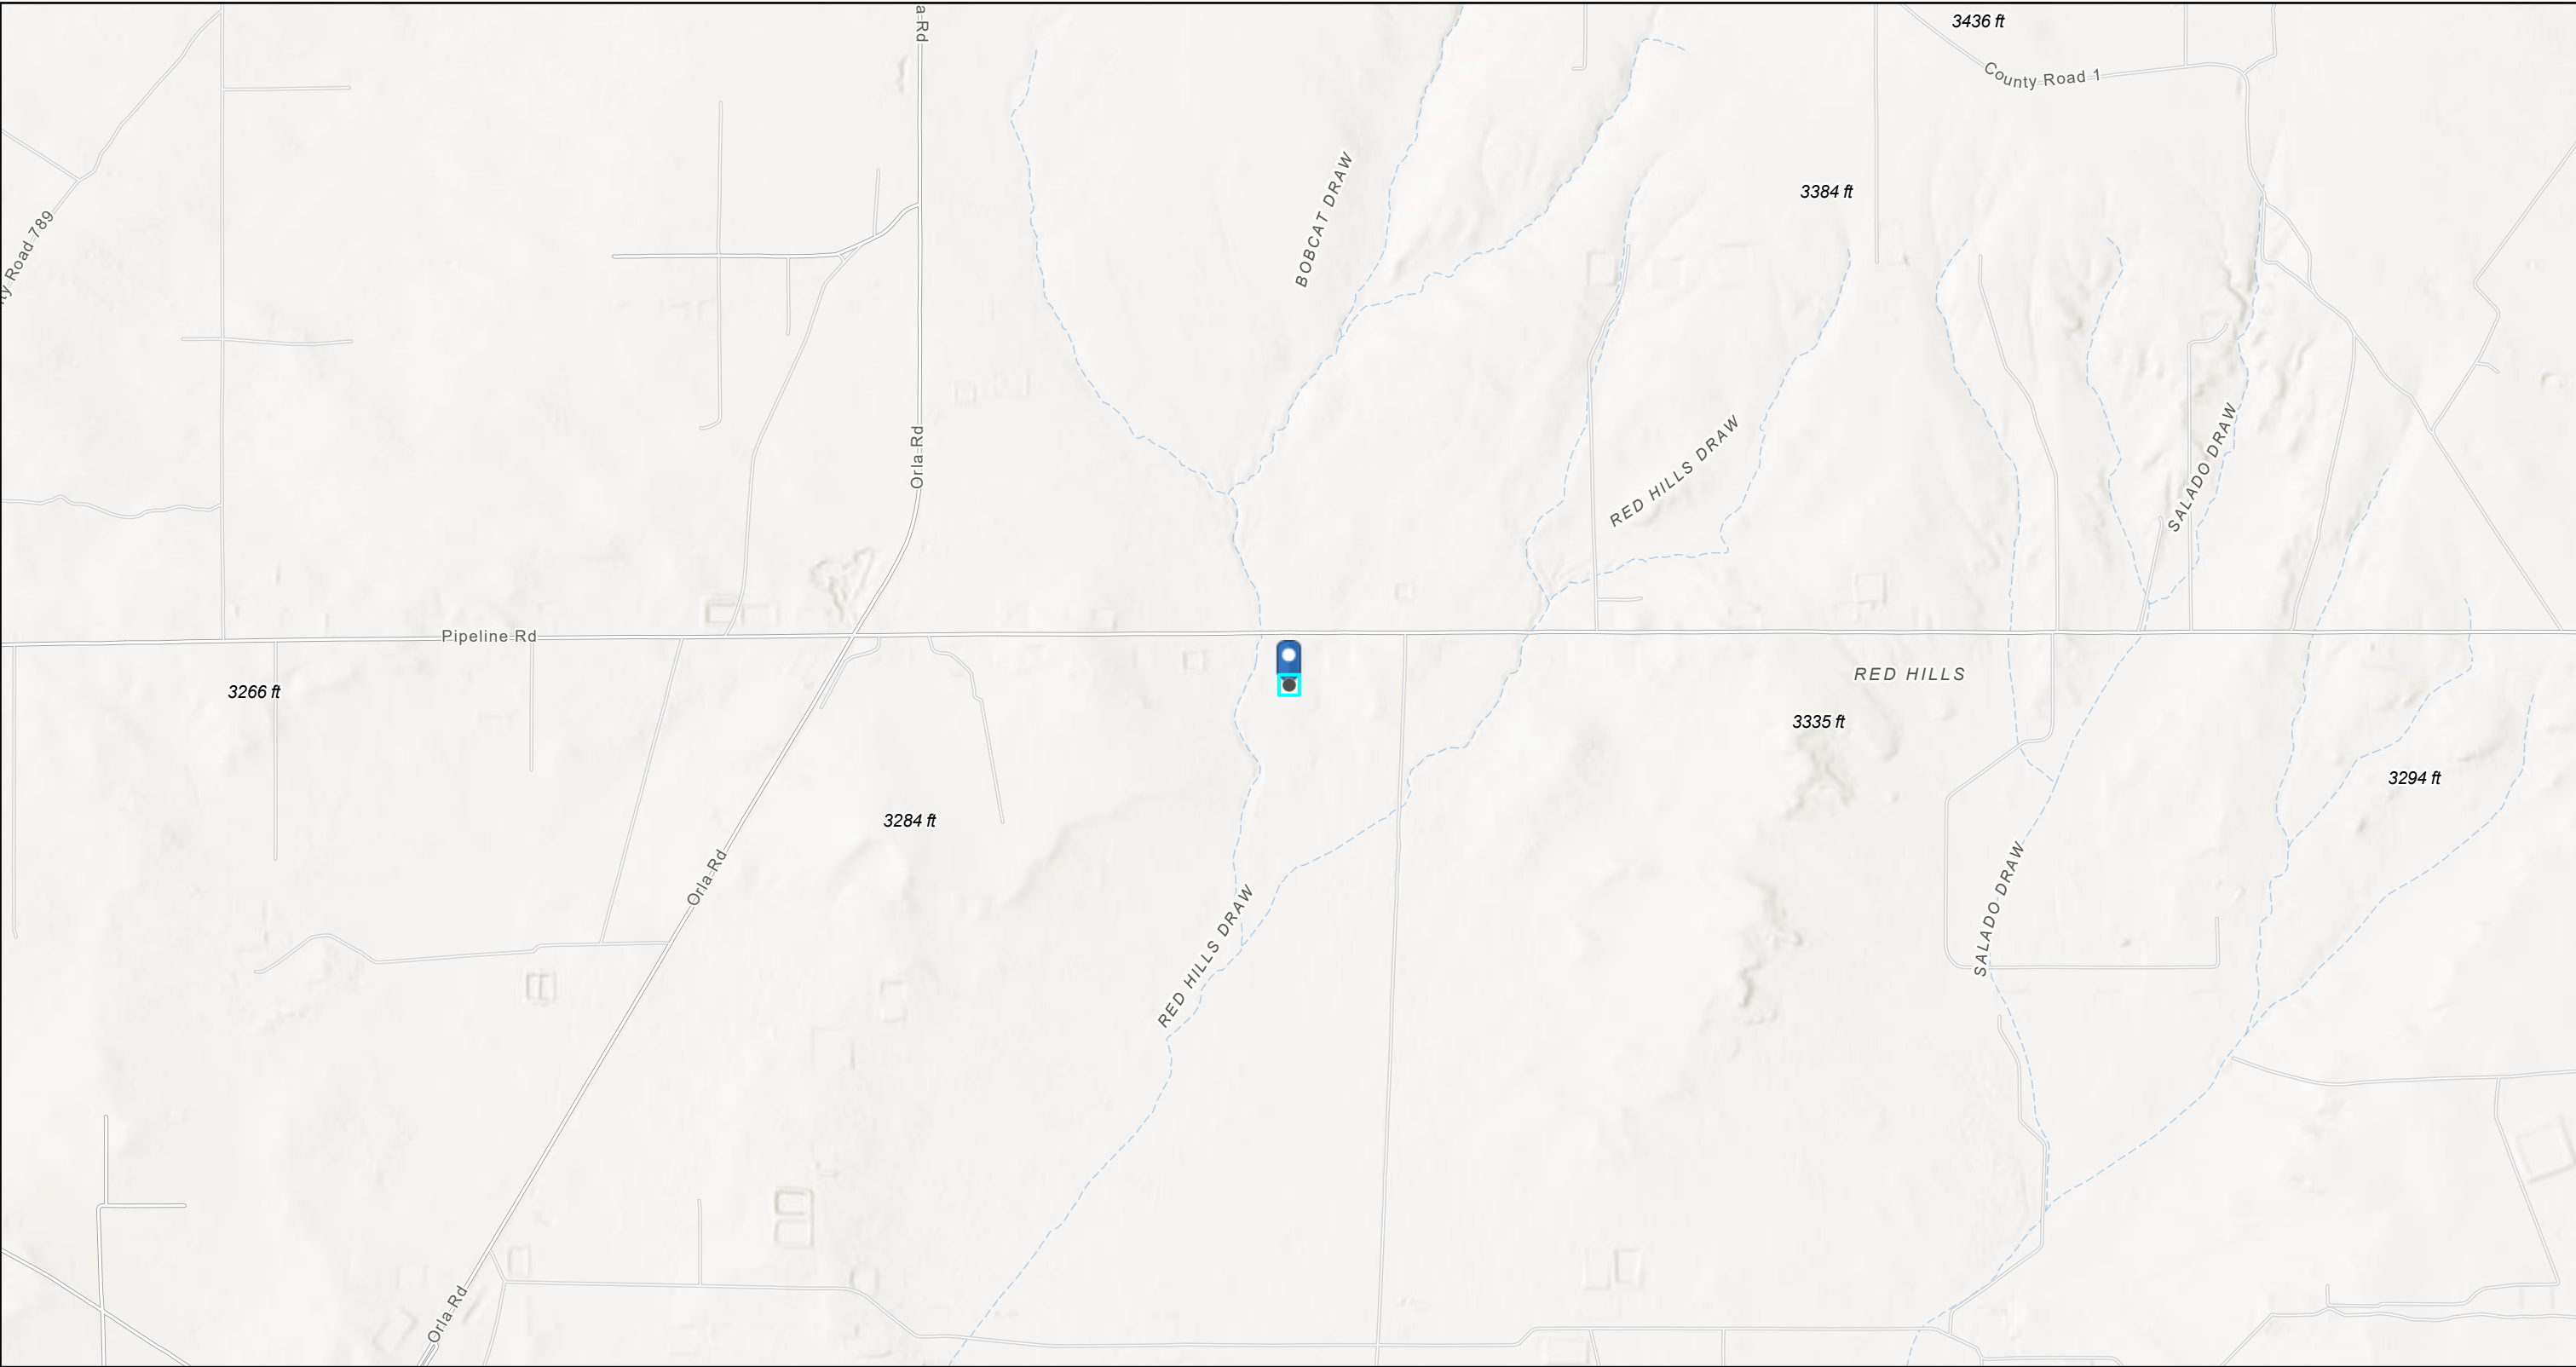 a Rd
3436 ft
County Road 1
BOBCAT DRAW
3384 ft
ty Road 789
Orla Rd
RED HILLS DRAW
SALADO DRAW
Pipeline Rd
RED HILLS
3266 ft
3335 ft
3294 ft
3284 ft
Orla Rd
SALADO DRAW
RED HILLS DRAW
Orla Rd